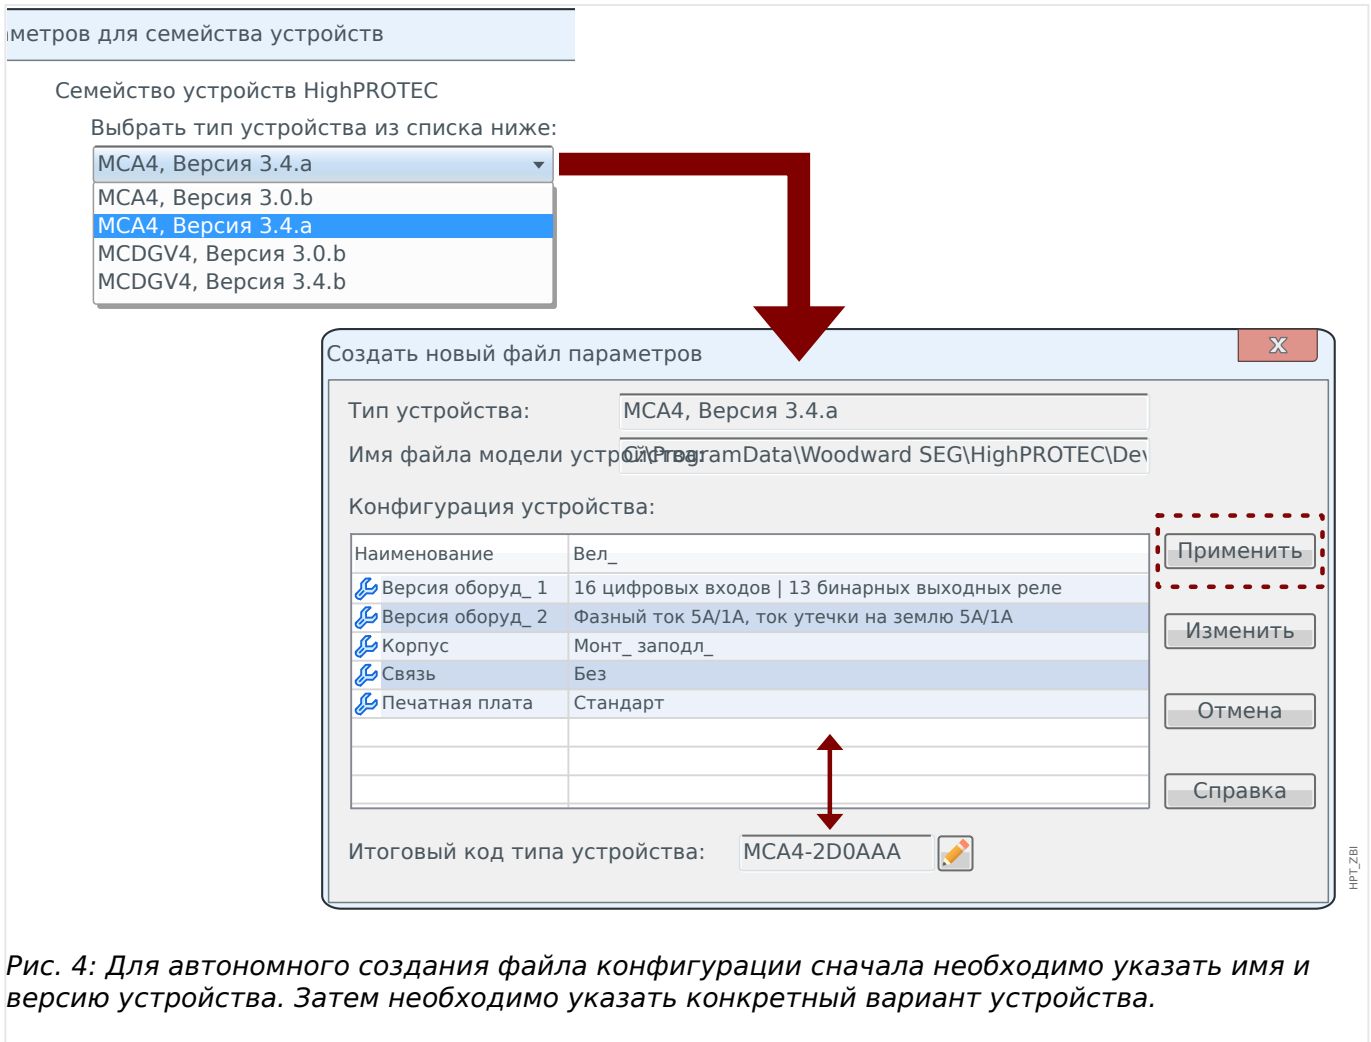 метров для семейства устройств
Семейство устройств HighPROTEC
Выбрать тип устройства из списка ниже:
MCA4, Версия 3.4.a
MCA4, Версия 3.0.b
MCA4, Версия 3.4.a
MCDGV4, Версия 3.0.b
MCDGV4, Версия 3.4.b
Создать новый файл параметров
X
Тип устройства: MCA4, Версия 3.4.a
Имя файла модели устройства: C:\ProgramData\Woodward SEG\HighPROTEC\Dev
Конфигурация устройства:
Наименование Вел_
Версия оборуд_ 1 16 цифровых входов | 13 бинарных выходных реле
Версия оборуд_ 2 Фазный ток 5A/1A, ток утечки на землю 5A/1A
Корпус Монт_ заподл_
Связь Без
Печатная плата Стандарт
Применить
Изменить
Отмена
Справка
Итоговый код типа устройства: MCA4-2D0AAA
HPT_ZBI
Рис. 4: Для автономного создания файла конфигурации сначала необходимо указать имя и
версию устройства. Затем необходимо указать конкретный вариант устройства.